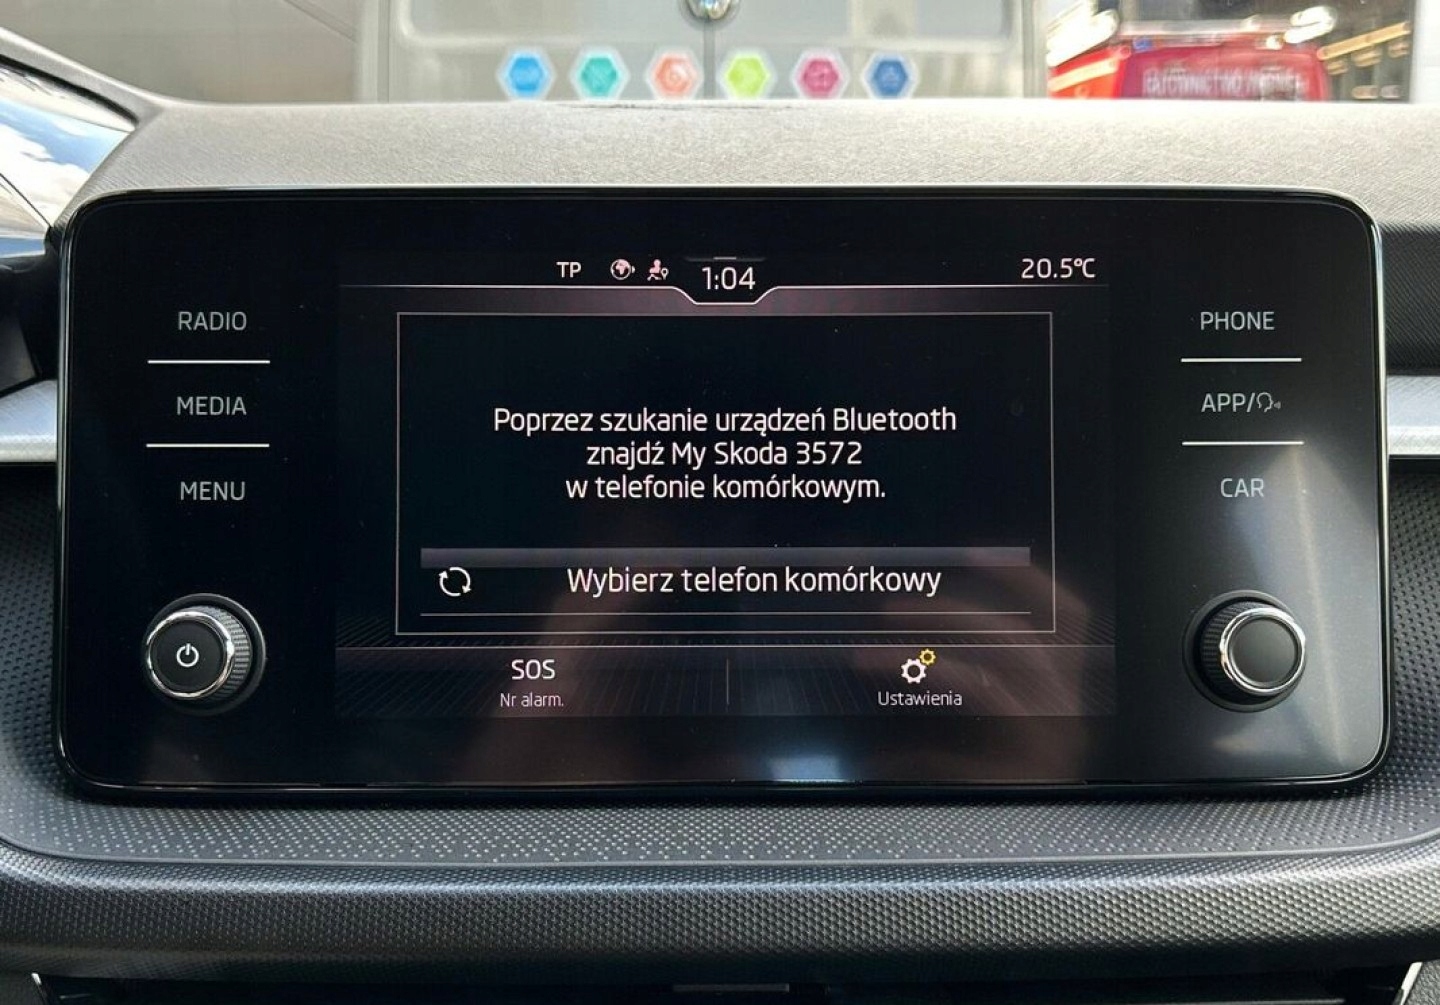 TP
1:04
20.5°C
RADIO
MEDIA
MENU
PHONE
APP/
CAR
Poprzez szukanie urządzeń Bluetooth
znajdź My Skoda 3572
w telefonie komórkowym.
Wybierz telefon komórkowy
SOS
Nr alarm.
Ustawienia